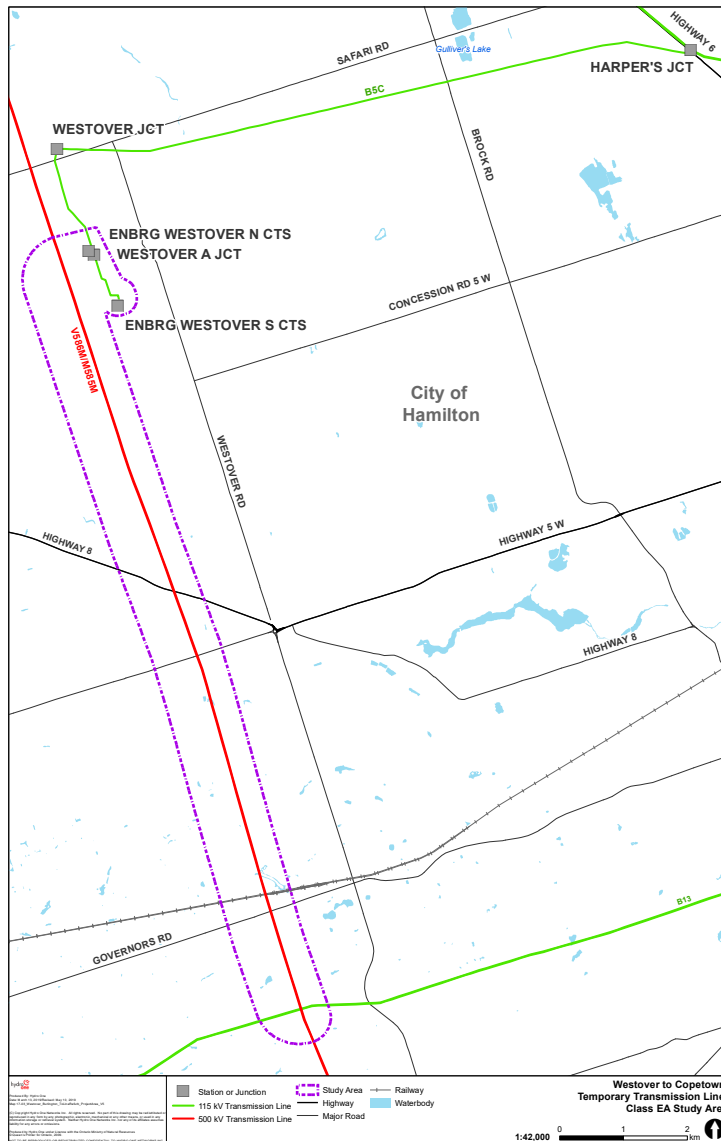 HIGHWAY 6
SAFARI RD
Gulliver's Lake
HARPER'S JCT
B5C
WESTOVER JCT
BROCK RD
ENBRG WESTOVER N CTS
WESTOVER A JCT
CONCESSION RD 5 W
ENBRG WESTOVER S CTS
V586M/M585M
City of
Hamilton
WESTOVER RD
HIGHWAY 5 W
HIGHWAY 8
HIGHWAY 8
B13
GOVERNORS RD
hydro
one
Station or Junction
115 kV Transmission Line
500 kV Transmission Line
Study Area
Highway
Major Road
Railway
Waterbody
Westover to Copetown
Temporary Transmission Line
Class EA Study Are
1:42,000
0 1 2
km